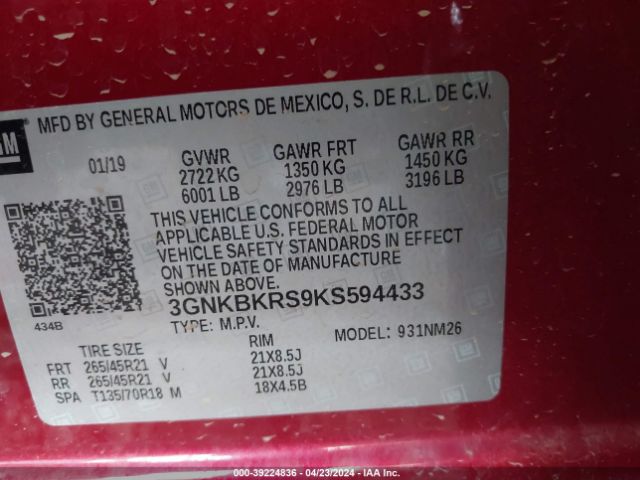 GM
MFD BY GENERAL MOTORS DE MEXICO, S. DE R.L. DE C.V.
01/19 GVWR GAWR FRT GAWR RR
2722 KG 1350 KG 1450 KG
6001 LB 2976 LB 3196 LB
THIS VEHICLE CONFORMS TO ALL
APPLICABLE U.S. FEDERAL MOTOR
VEHICLE SAFETY STANDARDS IN EFFECT
ON THE DATE OF MANUFACTURE
SHOWN ABOVE.
434B
3GNKBKRS9KS594433
TYPE: M.P.V. MODEL: 931NM26
TIRE SIZE RIM
FRT 265/45R21 V 21X8.5J
RR 265/45R21 V 21X8.5J
SPA T135/70R18 M 18X4.5B
000-39224836 - 04/23/2024 - IAA Inc.